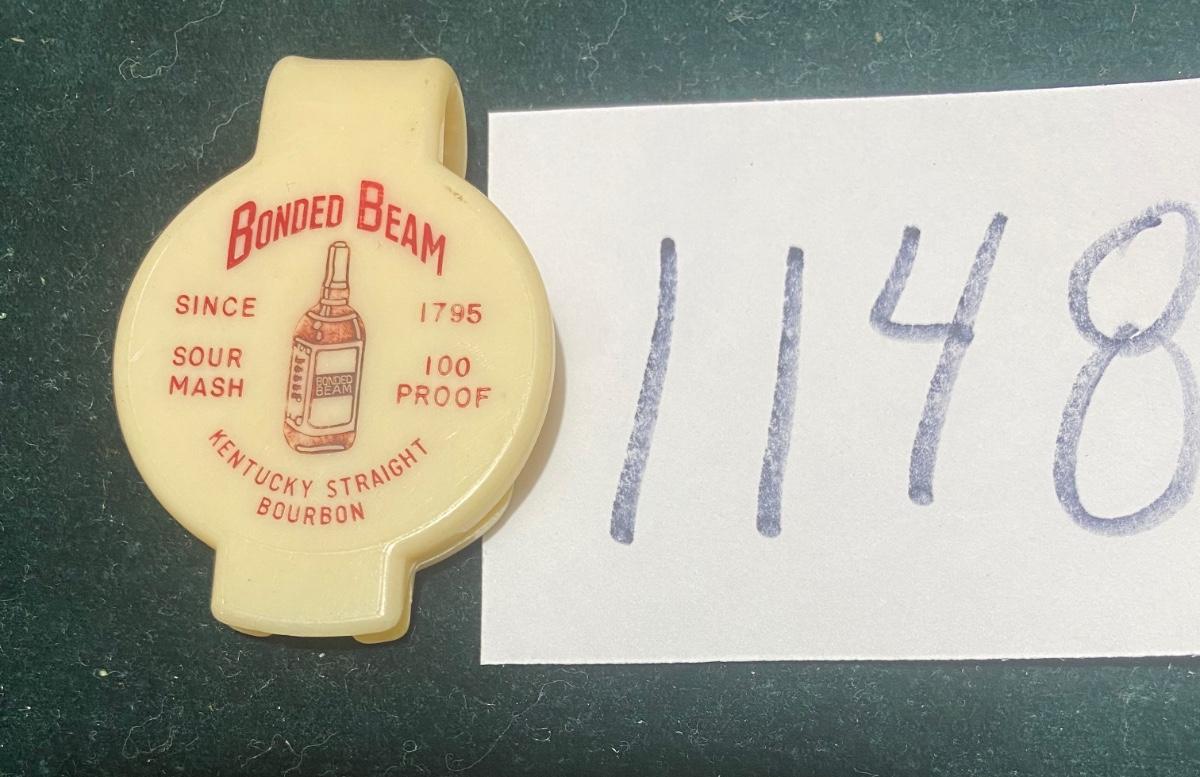 BONDED BEAM
SINCE 1795
SOUR MASH
100 PROOF
BONDED
BEAM
KENTUCKY STRAIGHT
BOURBON
1148